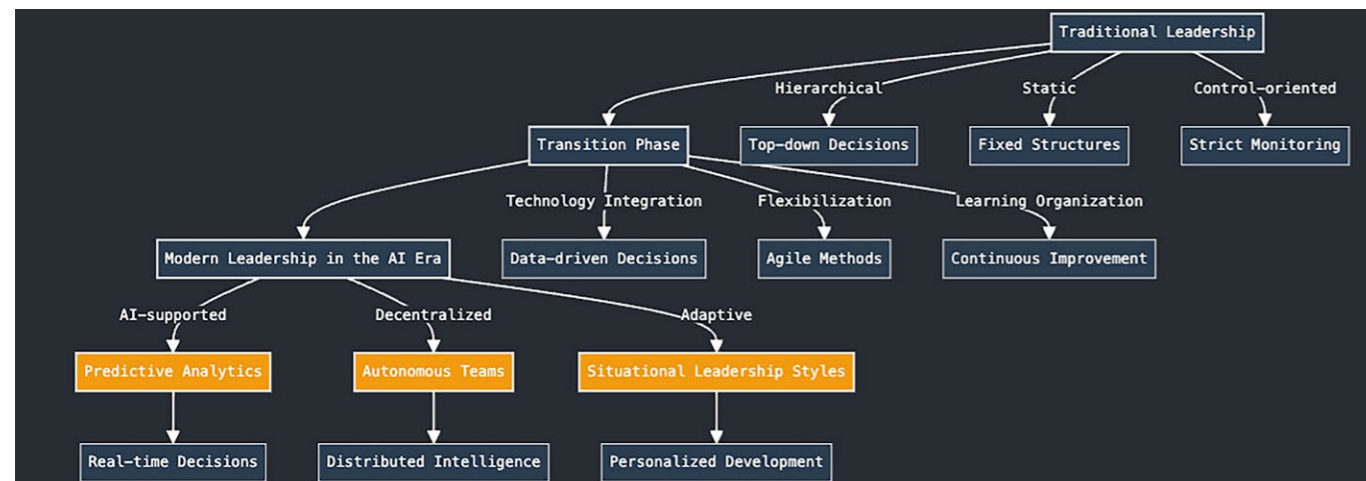 Traditional Leadership
Hierarchical
Static
Control-oriented
Transition Phase
Top-down Decisions
Fixed Structures
Strict Monitoring
Technology Integration
Flexibilization
Learning Organization
Modern Leadership in the AI Era
Data-driven Decisions
Agile Methods
Continuous Improvement
AI-supported
Decentralized
Adaptive
Predictive Analytics
Autonomous Teams
Situational Leadership Styles
Real-time Decisions
Distributed Intelligence
Personalized Development